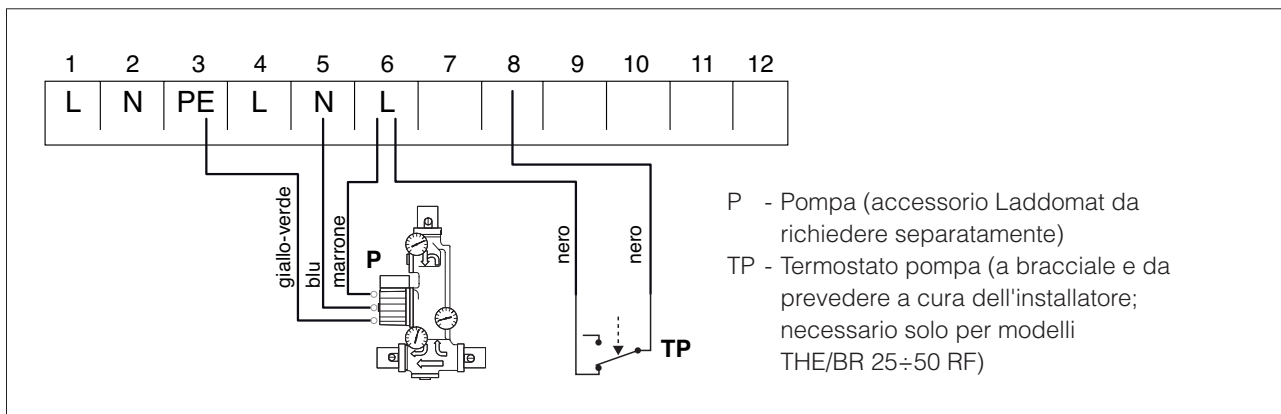 1 2 3 4 5 6 7 8 9 10 11 12
L N PE L N L
giallo-verde
blu
marrone
nero
nero
P
TP
P - Pompa (accessorio Laddomat da
richiedere separatamente)
TP - Termostato pompa (a bracciale e da
prevedere a cura dell'installatore;
necessario solo per modelli
THE/BR 25÷50 RF)